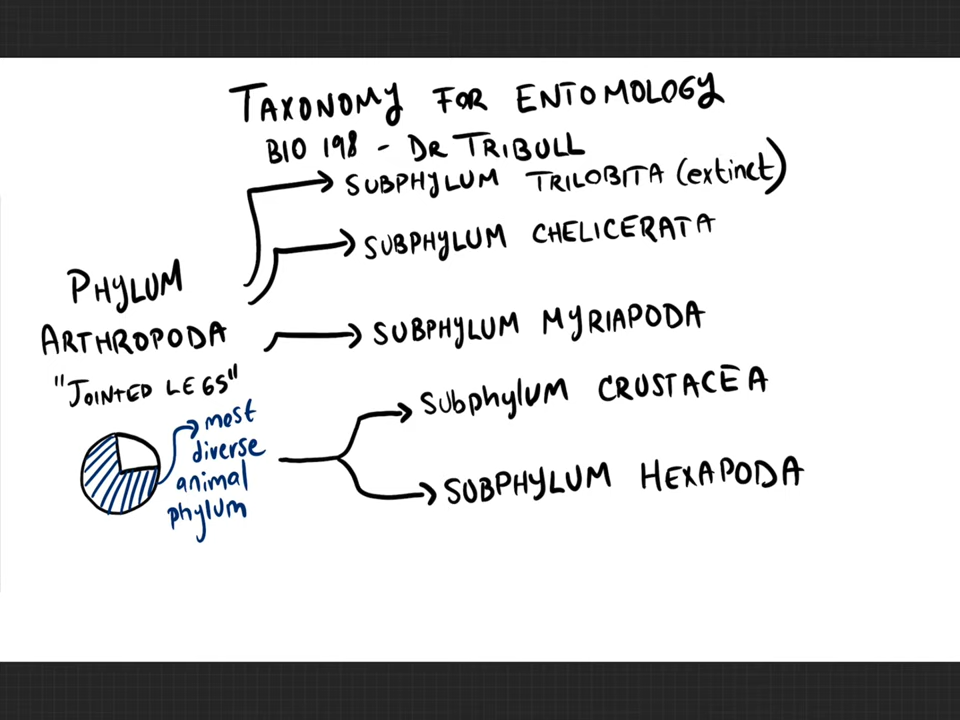 TAXONOMY FOR ENTOMOLOGY
BIO 198 - DR TRIBULL
SUBPHYLUM TRILOBITA (extinct)
SUBPHYLUM CHELICERATA
PHYLUM
ARTHROPODA
"JOINTED LEGS"
SUBPHYLUM MYRIAPODA
Subphylum CRUSTACEA
SUBPHYLUM HEXAPODA
most
diverse
animal
phylum